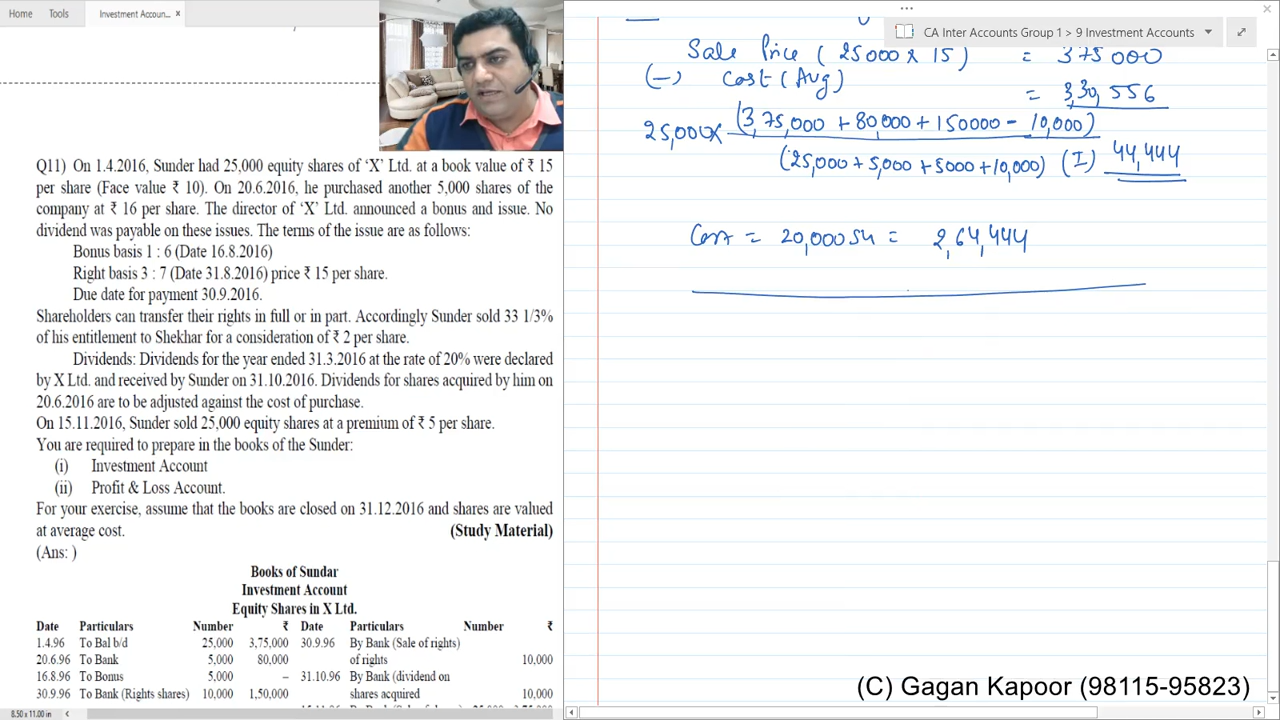 Home Tools Investment Accoun... ×
CA Inter Accounts Group 1 > 9 Investment Accounts
Q11) On 1.4.2016, Sunder had 25,000 equity shares of ‘X’ Ltd. at a book value of ₹ 15
per share (Face value ₹ 10). On 20.6.2016, he purchased another 5,000 shares of the
company at ₹ 16 per share. The director of ‘X’ Ltd. announced a bonus and issue. No
dividend was payable on these issues. The terms of the issue are as follows:
Bonus basis 1 : 6 (Date 16.8.2016)
Right basis 3 : 7 (Date 31.8.2016) price ₹ 15 per share.
Due date for payment 30.9.2016.
Shareholders can transfer their rights in full or in part. Accordingly Sunder sold 33 1/3%
of his entitlement to Shekhar for a consideration of ₹ 2 per share.
Dividends: Dividends for the year ended 31.3.2016 at the rate of 20% were declared
by X Ltd. and received by Sunder on 31.10.2016. Dividends for shares acquired by him on
20.6.2016 are to be adjusted against the cost of purchase.
On 15.11.2016, Sunder sold 25,000 equity shares at a premium of ₹ 5 per share.
You are required to prepare in the books of the Sunder:
(i) Investment Account
(ii) Profit & Loss Account.
For your exercise, assume that the books are closed on 31.12.2016 and shares are valued
at average cost. (Study Material)
(Ans: )
Books of Sundar
Investment Account
Equity Shares in X Ltd.
Date Particulars Number ₹ Date Particulars Number ₹
1.4.96 To Bal b/d 25,000 3,75,000 30.9.96 By Bank (Sale of rights)
20.6.96 To Bank 5,000 80,000 of rights 10,000
16.8.96 To Bonus 5,000 – 31.10.96 By Bank (dividend on
30.9.96 To Bank (Rights shares) 10,000 1,50,000 shares acquired 10,000
8.50 x 11.00 in
Sale Price (25000 x 15) = 375000
(-) Cost (Avg) = 3,30,556
25,000 x (3,75,000 + 80,000 + 150000 - 10,000)
(25,000 + 5,000 + 5000 + 10,000) (I) 44,444
Cost = 20,000 SH = 2,64,444
(C) Gagan Kapoor (98115-95823)